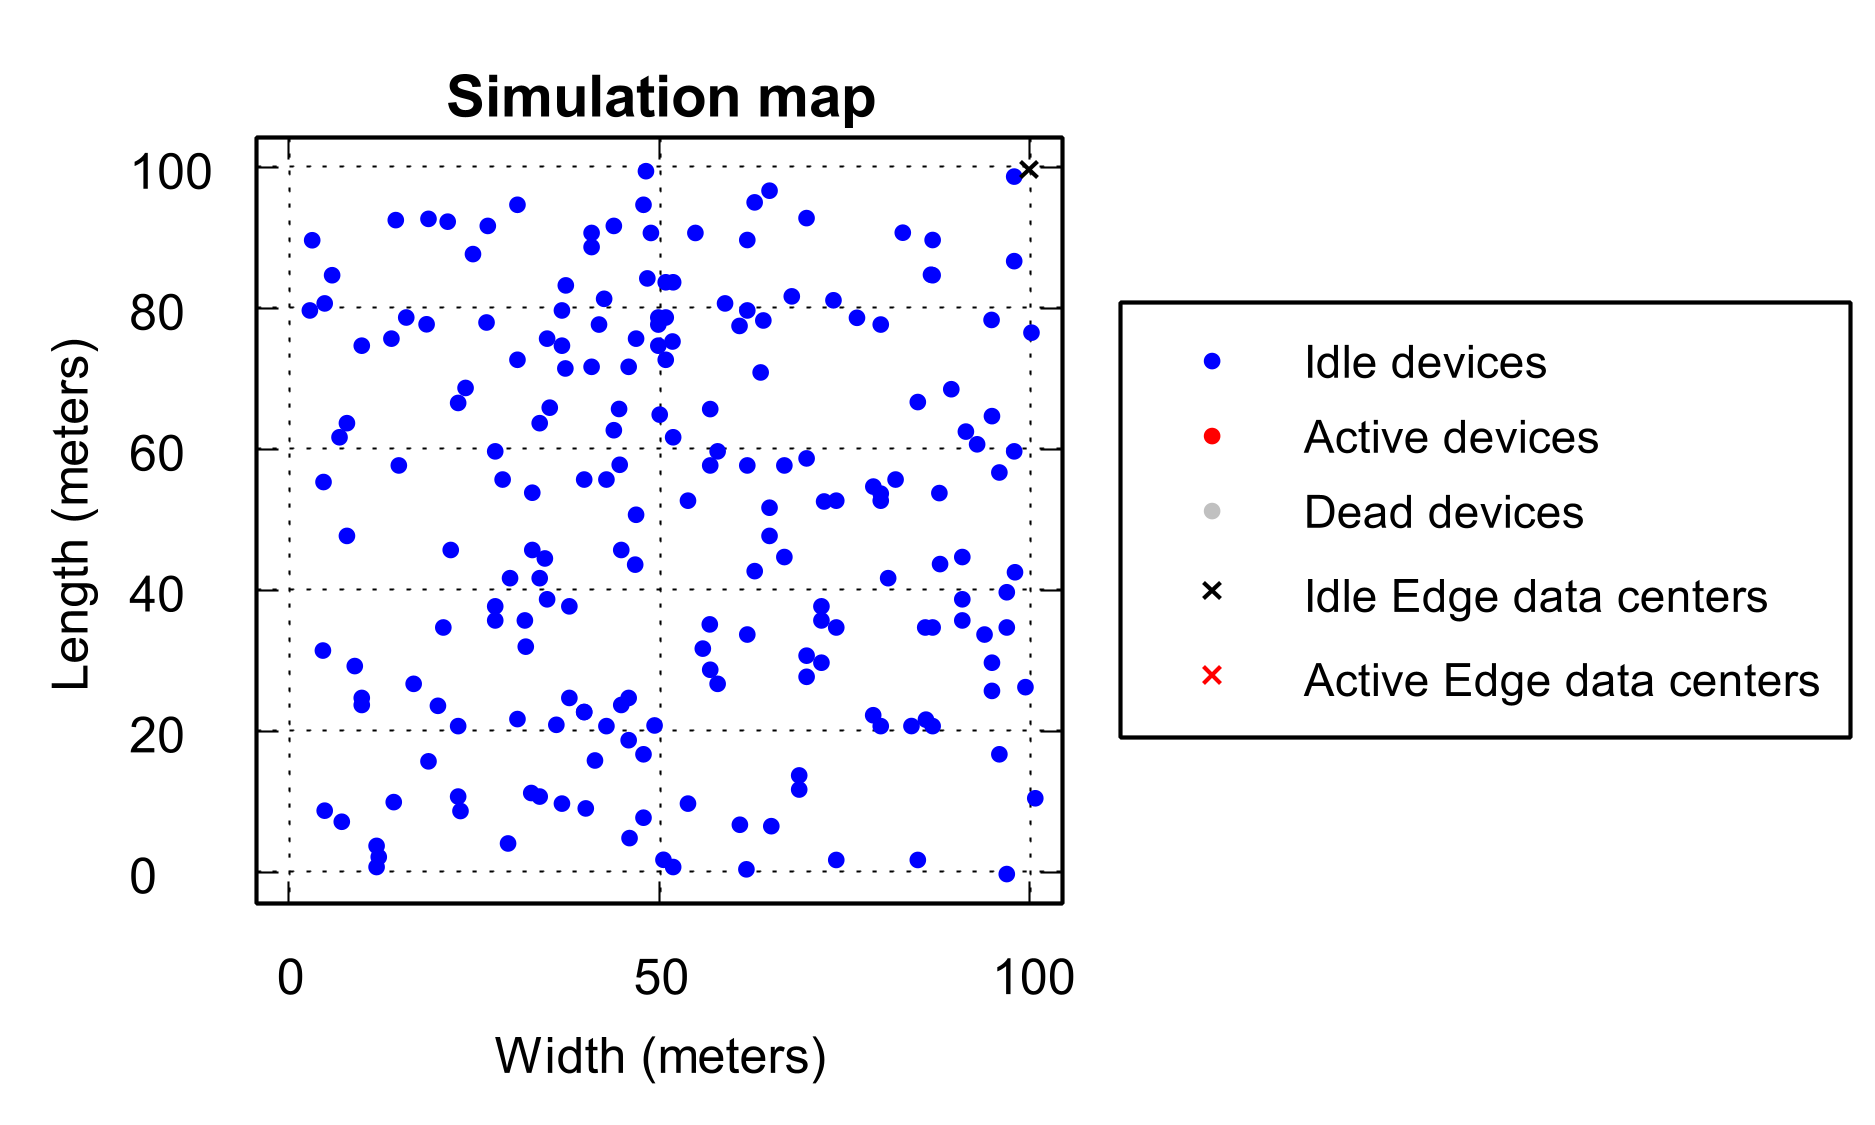 Simulation map
100
80
60
40
20
0
Length (meters)
0 50 100
Width (meters)
Idle devices
Active devices
Dead devices
Idle Edge data centers
Active Edge data centers